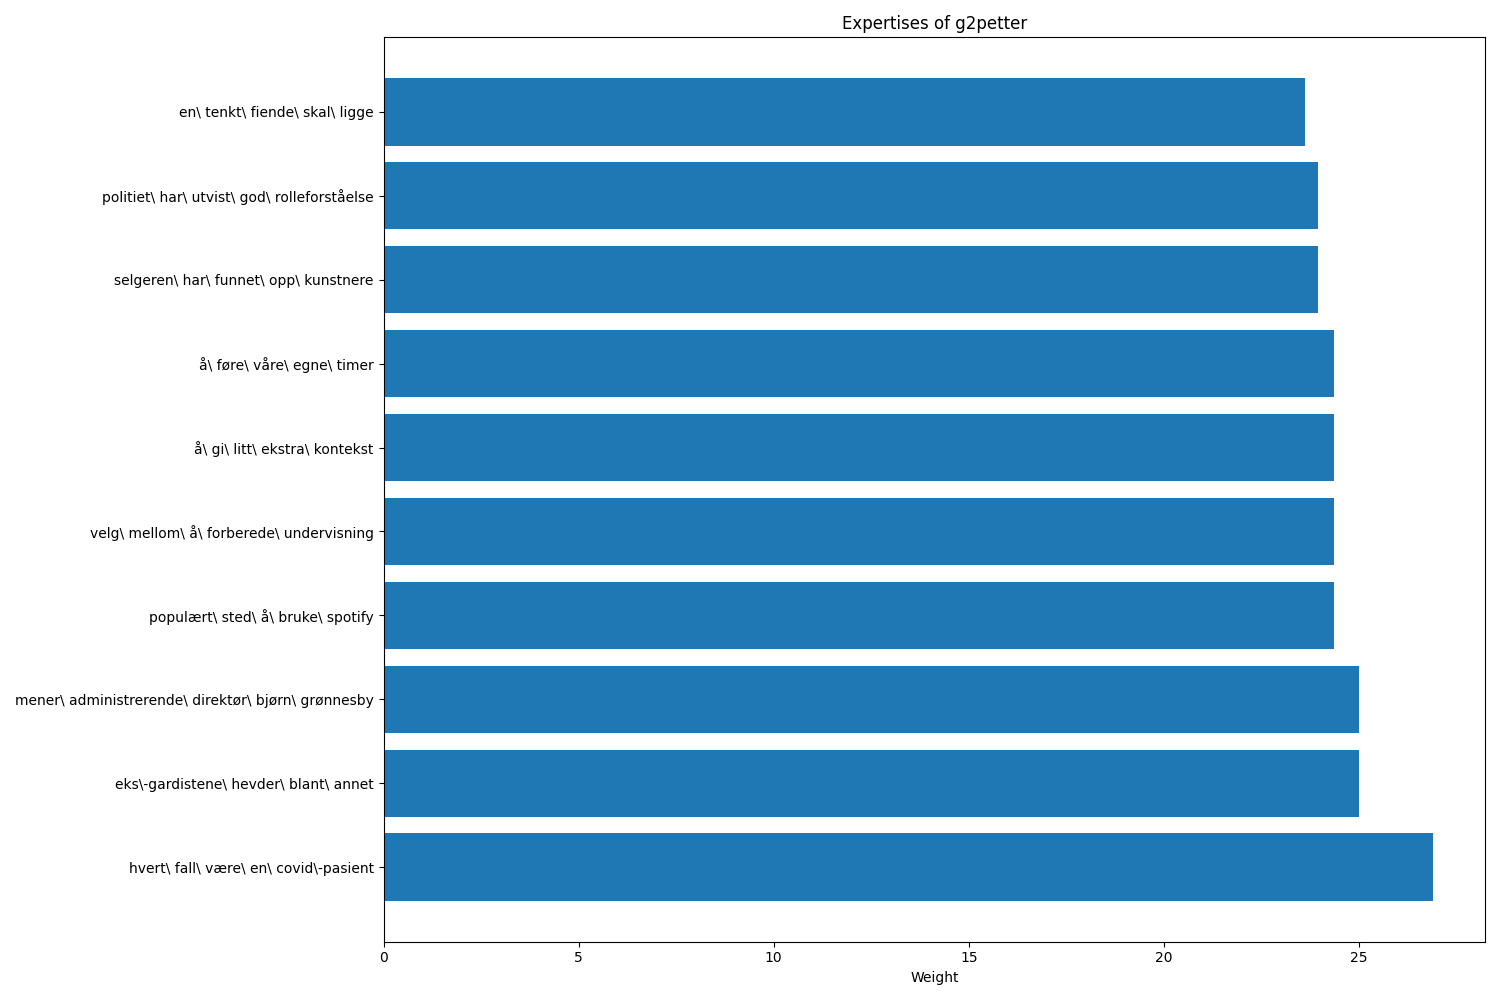 Expertises of g2petter
en\ tenkt\ fiende\ skal\ ligge
politiet\ har\ utvist\ god\ rolleforståelse
selgeren\ har\ funnet\ opp\ kunstnere
å\ føre\ våre\ egne\ timer
å\ gi\ litt\ ekstra\ kontekst
velg\ mellom\ å\ forberede\ undervisning
populært\ sted\ å\ bruke\ spotify
mener\ administrerende\ direktør\ bjørn\ grønnesby
eks\-gardistene\ hevder\ blant\ annet
hvert\ fall\ være\ en\ covid\-pasient
0 5 10 15 20 25
Weight